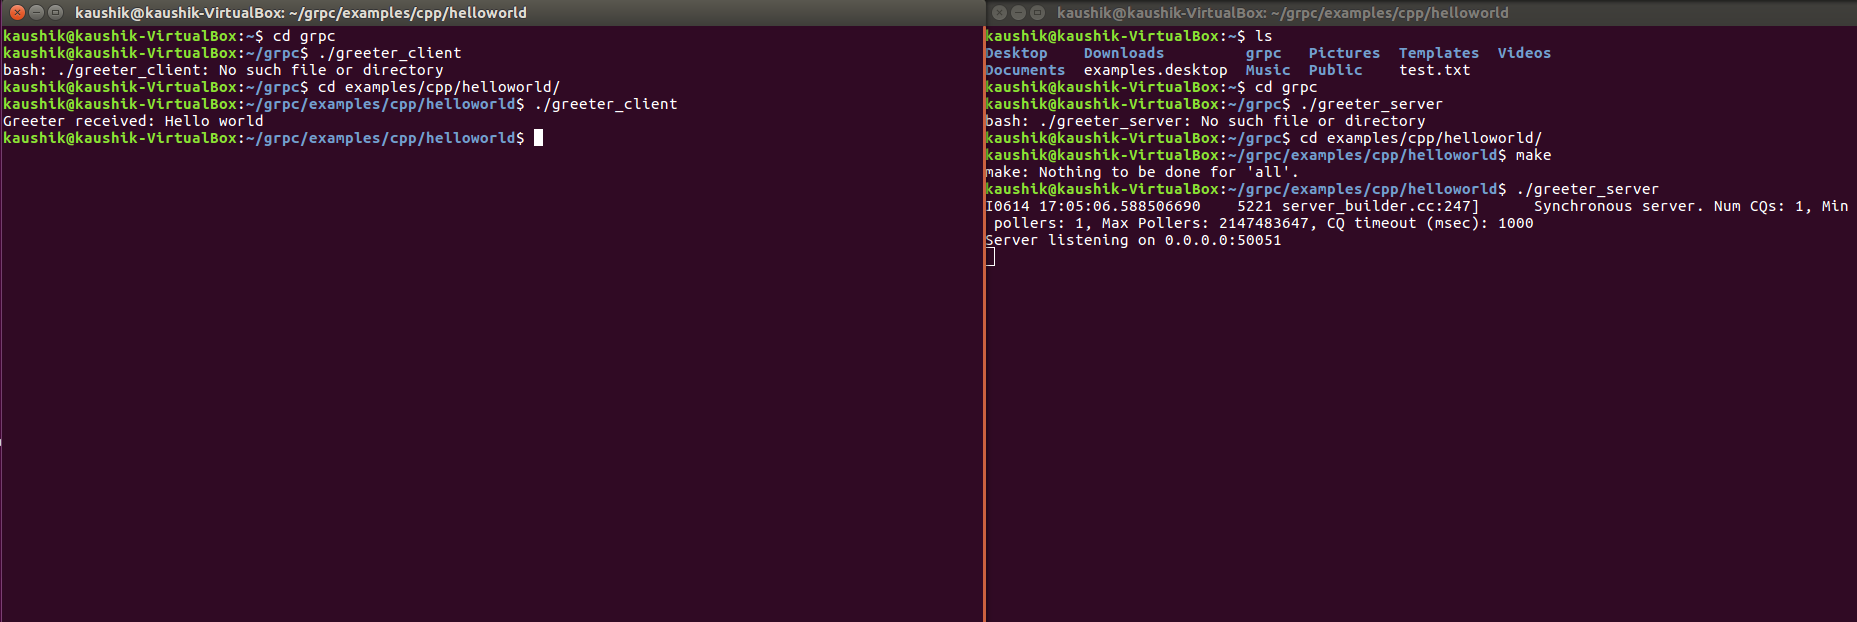 kaushik@kaushik-VirtualBox: ~/grpc/examples/cpp/helloworld
kaushik@kaushik-VirtualBox:~$ cd grpc
kaushik@kaushik-VirtualBox:~/grpc$ ./greeter_client
bash: ./greeter_client: No such file or directory
kaushik@kaushik-VirtualBox:~/grpc$ cd examples/cpp/helloworld/
kaushik@kaushik-VirtualBox:~/grpc/examples/cpp/helloworld$ ./greeter_client
Greeter received: Hello world
kaushik@kaushik-VirtualBox:~/grpc/examples/cpp/helloworld$
kaushik@kaushik-VirtualBox: ~/grpc/examples/cpp/helloworld
kaushik@kaushik-VirtualBox:~$ ls
Desktop    Downloads         grpc   Pictures  Templates  Videos
Documents  examples.desktop  Music  Public    test.txt
kaushik@kaushik-VirtualBox:~$ cd grpc
kaushik@kaushik-VirtualBox:~/grpc$ ./greeter_server
bash: ./greeter_server: No such file or directory
kaushik@kaushik-VirtualBox:~/grpc$ cd examples/cpp/helloworld/
kaushik@kaushik-VirtualBox:~/grpc/examples/cpp/helloworld$ make
make: Nothing to be done for 'all'.
kaushik@kaushik-VirtualBox:~/grpc/examples/cpp/helloworld$ ./greeter_server
I0614 17:05:06.588506690    5221 server_builder.cc:247]      Synchronous server. Num CQs: 1, Min
 pollers: 1, Max Pollers: 2147483647, CQ timeout (msec): 1000
Server listening on 0.0.0.0:50051